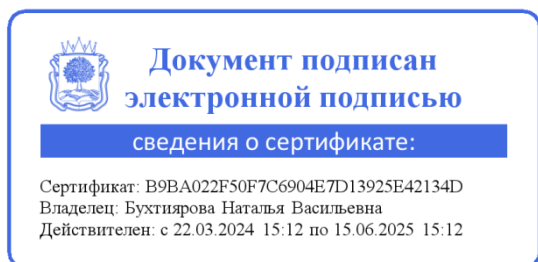 Документ подписан
электронной подписью
сведения о сертификате:
Сертификат: B9BA022F50F7C6904E7D13925E42134D
Владелец: Бухтиярова Наталья Васильевна
Действителен: с 22.03.2024 15:12 по 15.06.2025 15:12